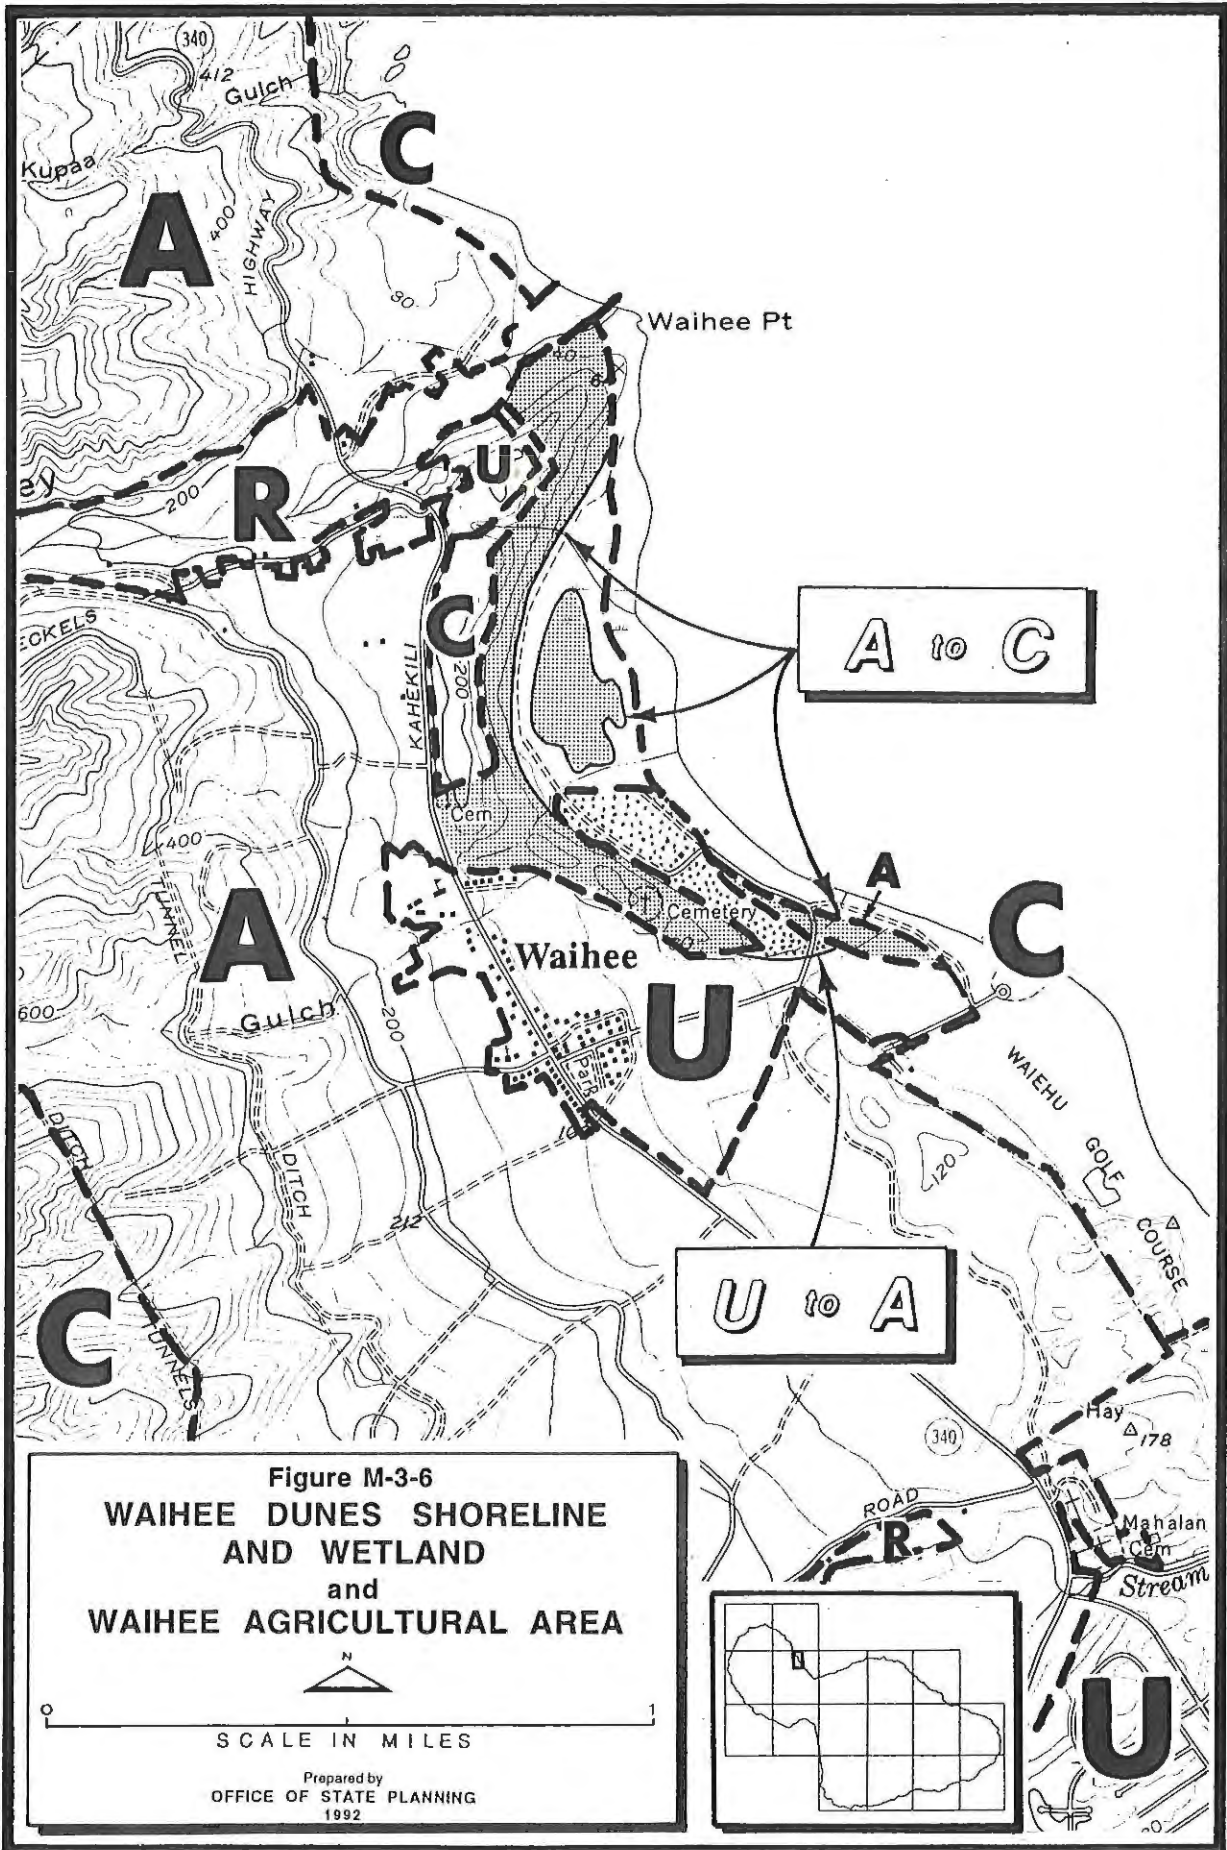 340
412
Gulch
C
Kupaa
A
400
HIGHWAY
80
Waihee Pt
40
U
ey
200
R
C
ECKELS
A to C
KAHEKILI
200
Cem
400
TUNNEL
A
A
Cemetery
C
Waihee
U
600
Gulch
200
Park
WAIEHU
DITCH
DITCH
GOLF
120
212
COURSE
U to A
C
TUNNELS
Hay
178
340
Figure M-3-6
WAIHEE DUNES SHORELINE
AND WETLAND
and
WAIHEE AGRICULTURAL AREA
N
0 1
SCALE IN MILES
Prepared by
OFFICE OF STATE PLANNING
1992
ROAD
R
Mahalan
Cem
Stream
U